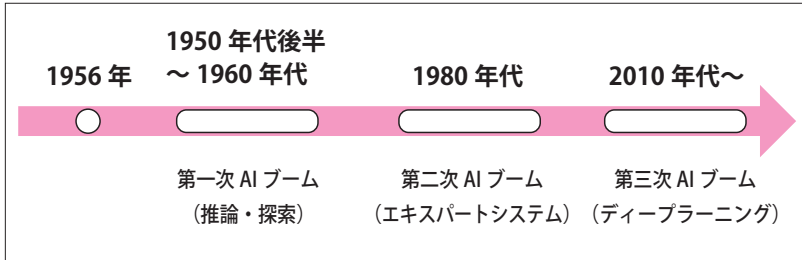 1956 年
1950 年代後半
～ 1960 年代
1980 年代
2010 年代～
第一次 AI ブーム
（推論・探索）
第二次 AI ブーム
（エキスパートシステム）
第三次 AI ブーム
（ディープラーニング）